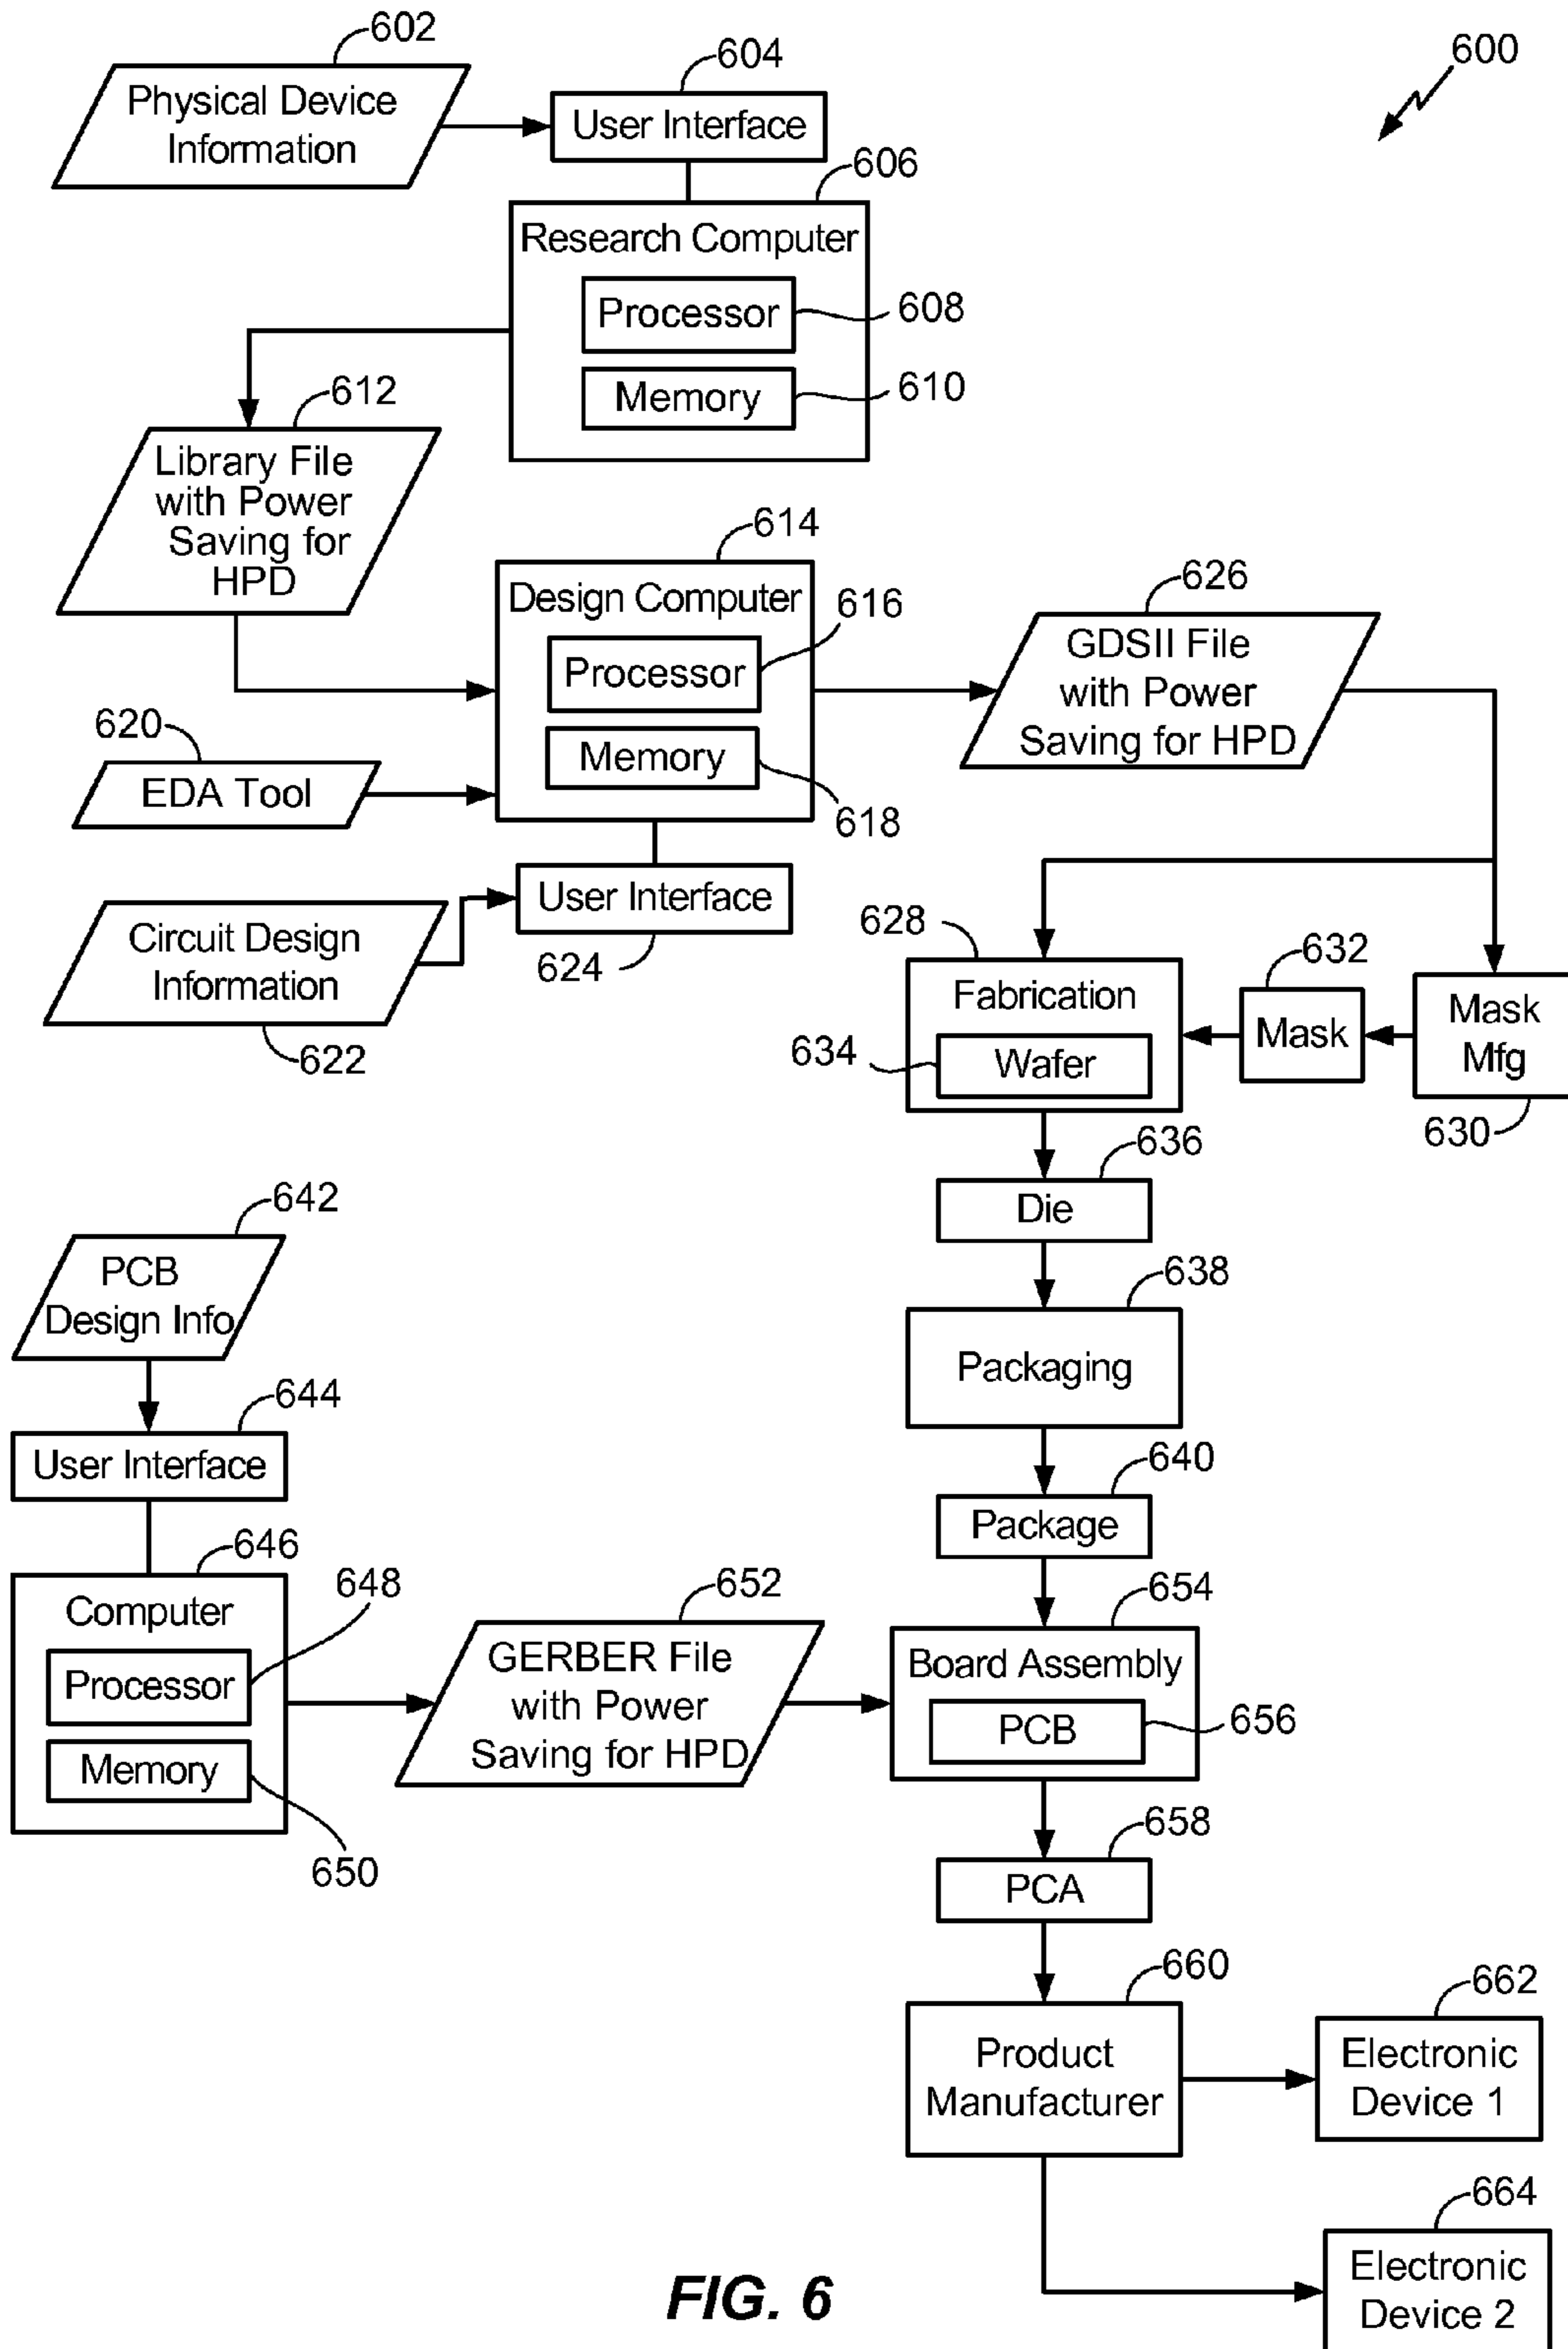 602
Physical Device
Information
604
User Interface
600
606
Research Computer
Processor
608
Memory
610
612
Library File
with Power
Saving for
HPD
614
Design Computer
616
Processor
Memory
618
620
EDA Tool
626
GDSII File
with Power
Saving for HPD
User Interface
624
Circuit Design
Information
622
628
Fabrication
634
Wafer
632
Mask
Mask
Mfg
630
636
Die
638
Packaging
640
Package
642
PCB
Design Info
644
User Interface
646
Computer
648
Processor
Memory
650
652
GERBER File
with Power
Saving for HPD
654
Board Assembly
PCB
656
658
PCA
660
Product
Manufacturer
662
Electronic
Device 1
664
Electronic
Device 2
FIG. 6